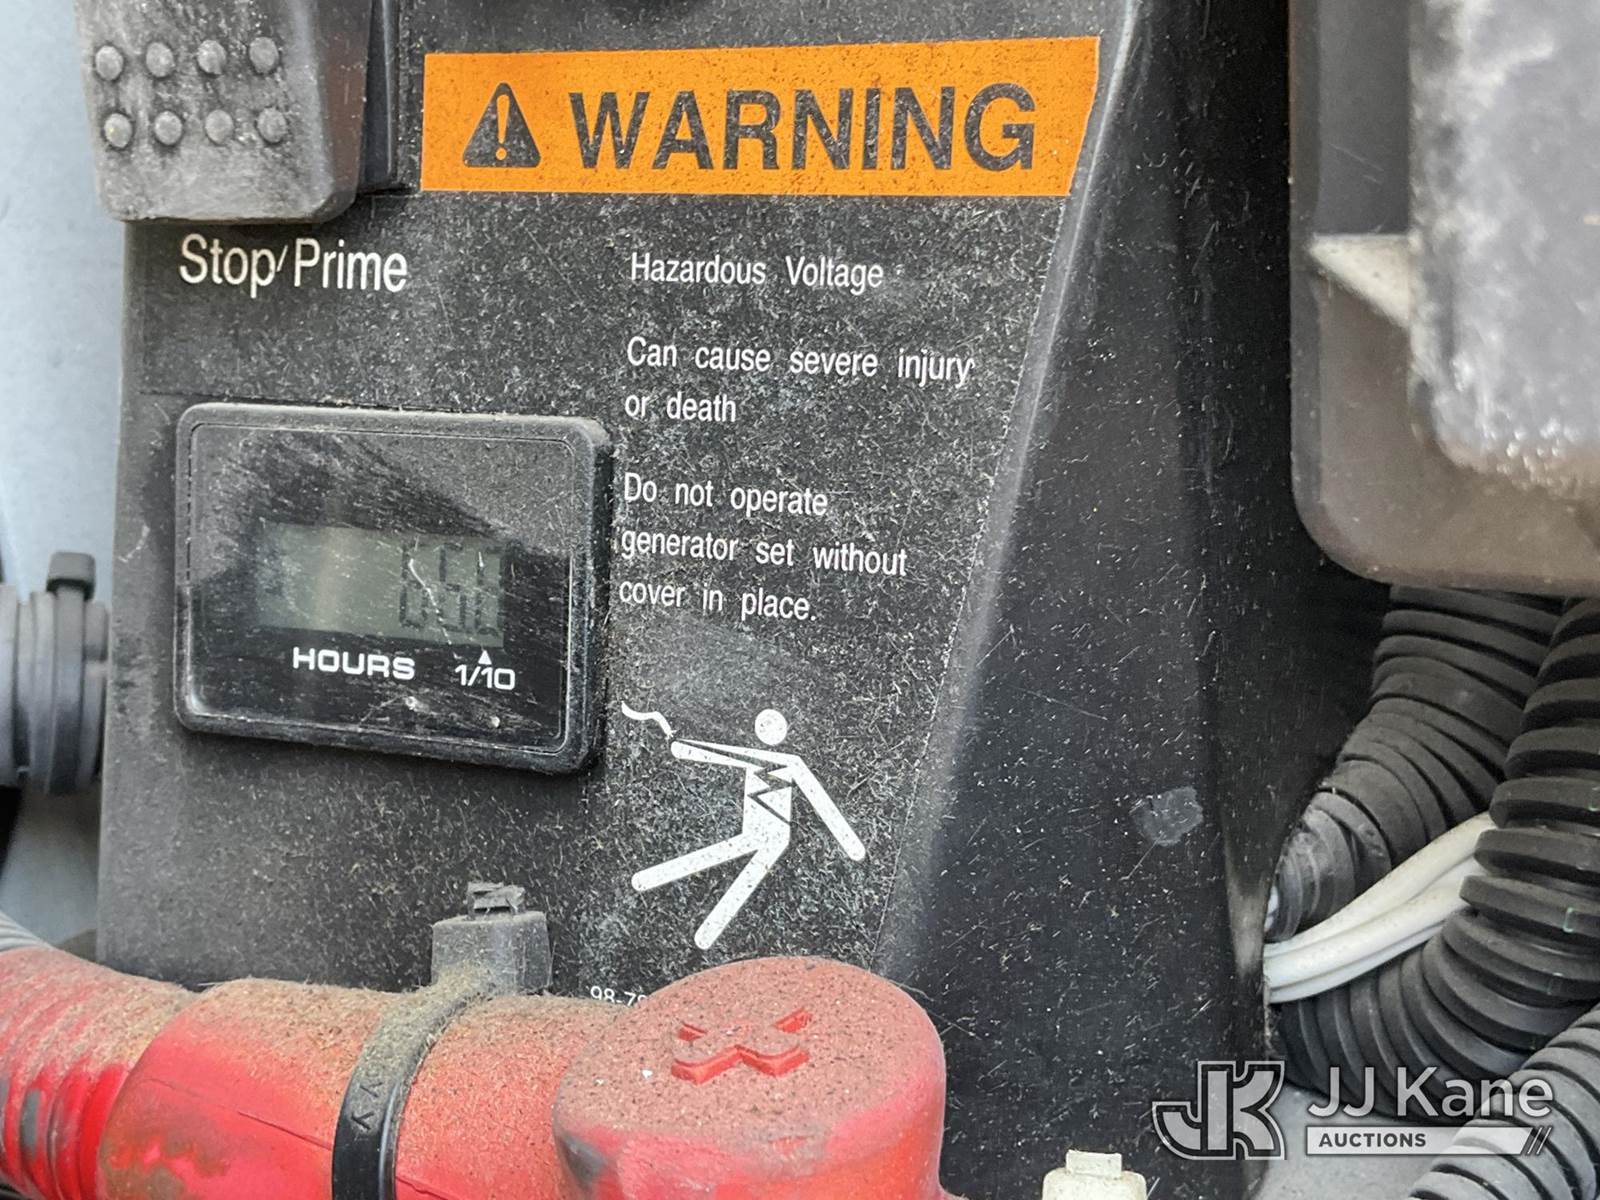 WARNING
Stop/Prime
Hazardous Voltage
Can cause severe injury
or death
Do not operate
generator set without
cover in place.
HOURS 1/10
JK JJ Kane
AUCTIONS